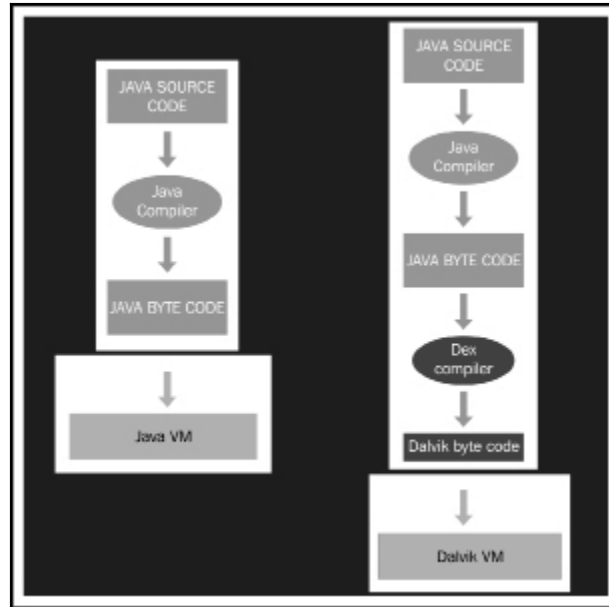 JAVA SOURCE
CODE
Java
Compiler
JAVA BYTE CODE
Java VM
JAVA SOURCE
CODE
Java
Compiler
JAVA BYTE CODE
Dex
compiler
Dalvik byte code
Dalvik VM